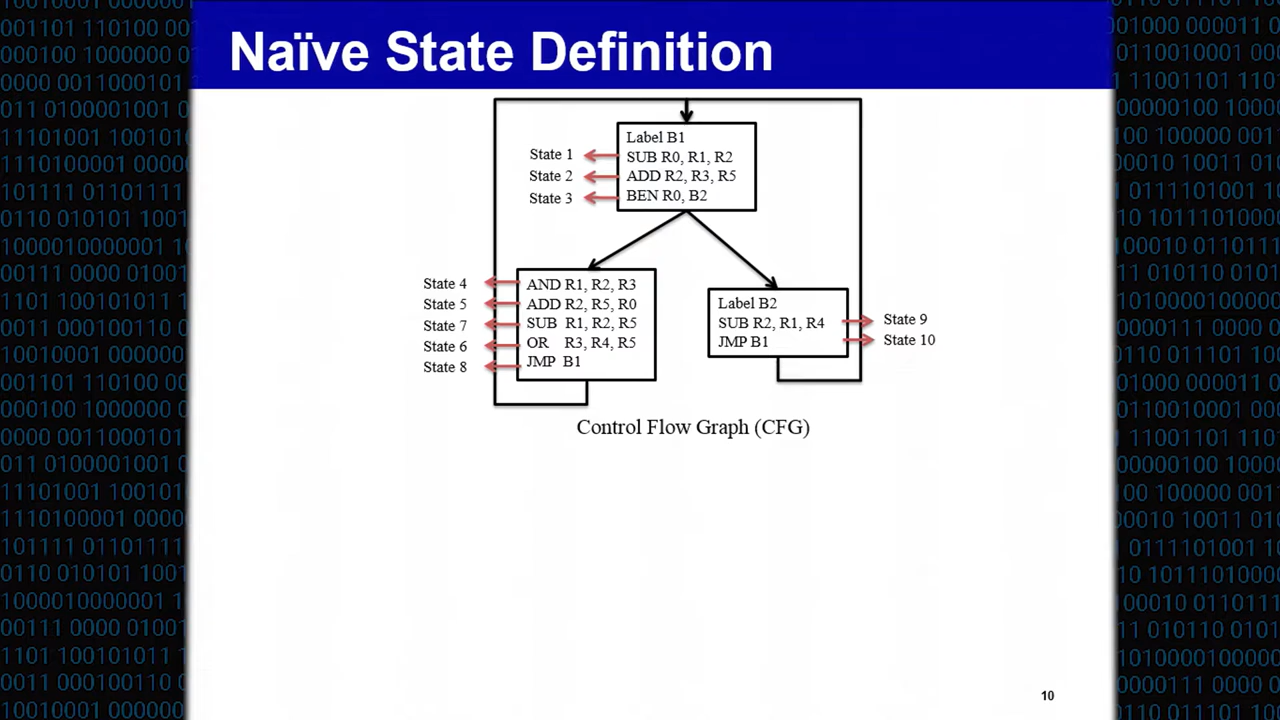 Naïve State Definition
Label B1
State 1 SUB R0, R1, R2
State 2 ADD R2, R3, R5
State 3 BEN R0, B2
State 4 AND R1, R2, R3
State 5 ADD R2, R5, R0
State 7 SUB R1, R2, R5
State 6 OR R3, R4, R5
State 8 JMP B1
Label B2
SUB R2, R1, R4 State 9
JMP B1 State 10
Control Flow Graph (CFG)
10